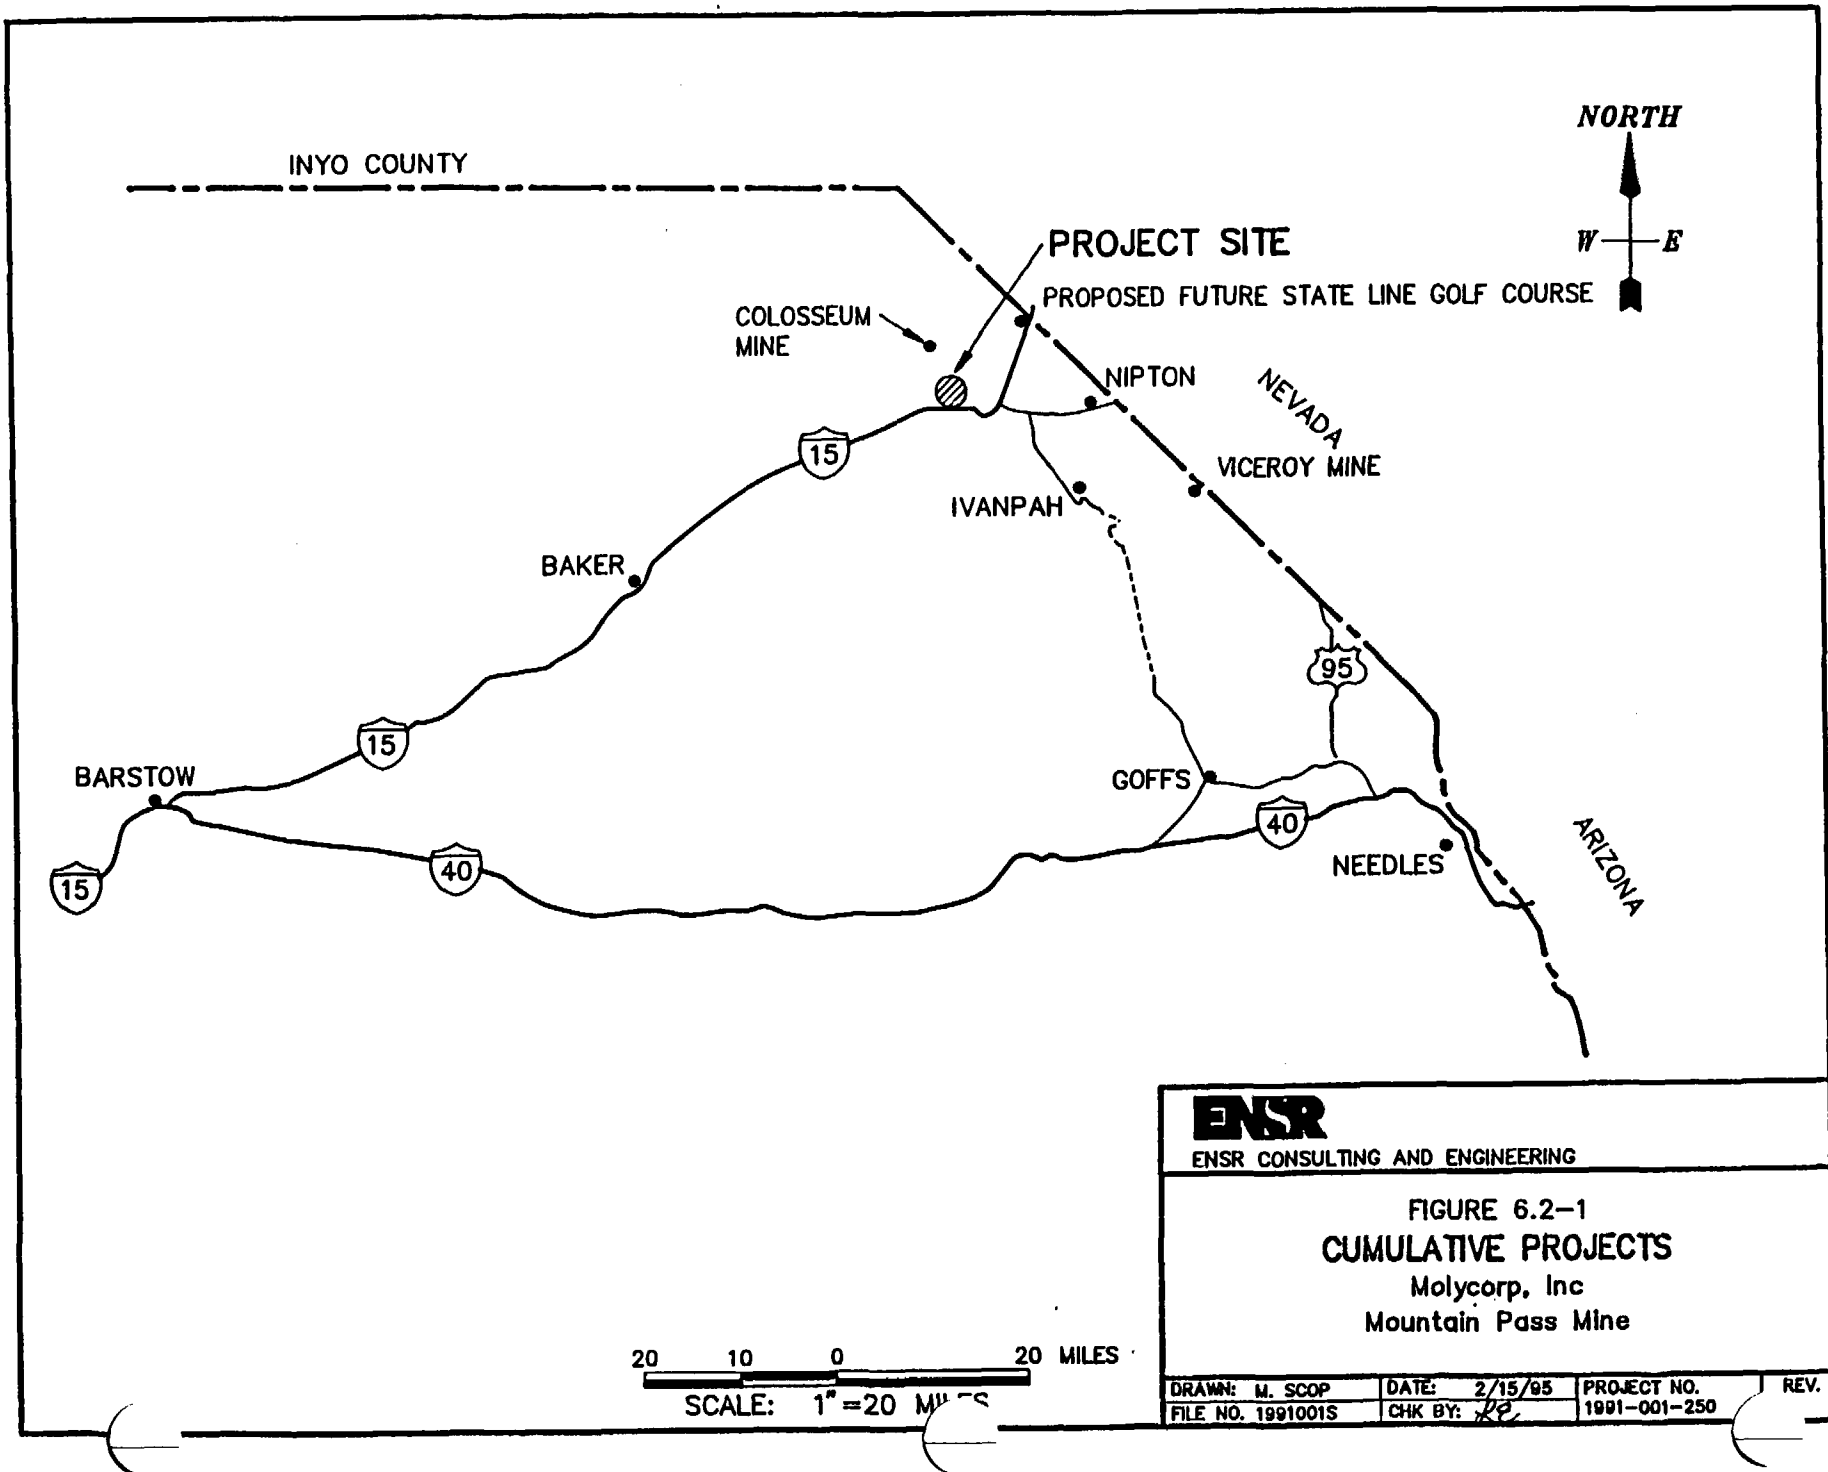 NORTH
W E
INYO COUNTY
PROJECT SITE
PROPOSED FUTURE STATE LINE GOLF COURSE
COLOSSEUM
MINE
NIPTON
NEVADA
15
VICEROY MINE
IVANPAH
BAKER
95
15
BARSTOW
GOFFS
40
ARIZONA
NEEDLES
40
15
ENSR
ENSR CONSULTING AND ENGINEERING
FIGURE 6.2-1
CUMULATIVE PROJECTS
Molycorp, Inc
Mountain Pass Mine
20 10 0 20 MILES
SCALE: 1"=20
DRAWN: M. SCOP DATE: 2/15/95 PROJECT NO. REV.
FILE NO. 1991001S CHK BY: 1991-001-250